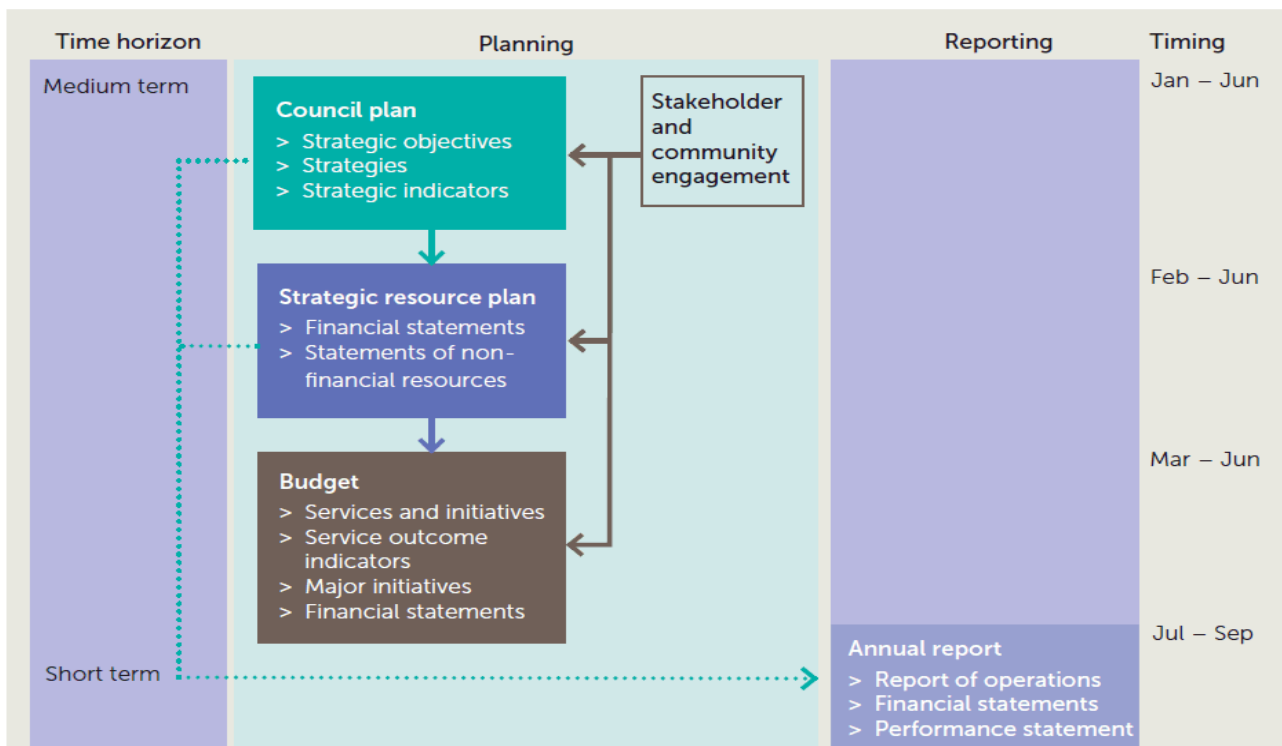 Time horizon
Planning
Reporting
Timing
Medium term
Council plan
> Strategic objectives
> Strategies
> Strategic indicators
Stakeholder
and
community
engagement
Jan – Jun
Strategic resource plan
> Financial statements
> Statements of non-
financial resources
Feb – Jun
Budget
> Services and initiatives
> Service outcome
indicators
> Major initiatives
> Financial statements
Mar – Jun
Short term
Annual report
> Report of operations
> Financial statements
> Performance statement
Jul – Sep